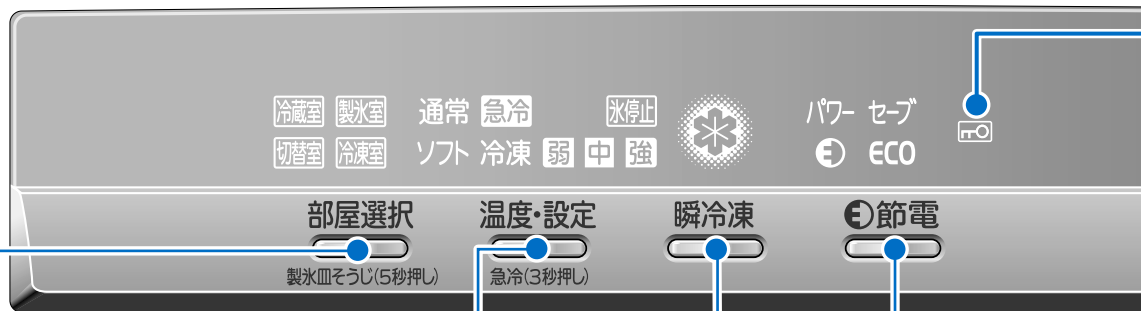 冷蔵室 製氷室 通常 急冷 氷停止 パワー セーブ
切替室 冷凍室 ソフト 冷凍 弱 中 強 ECO
部屋選択 温度・設定 瞬冷凍 節電
製氷皿そうじ(5秒押し) 急冷(3秒押し)